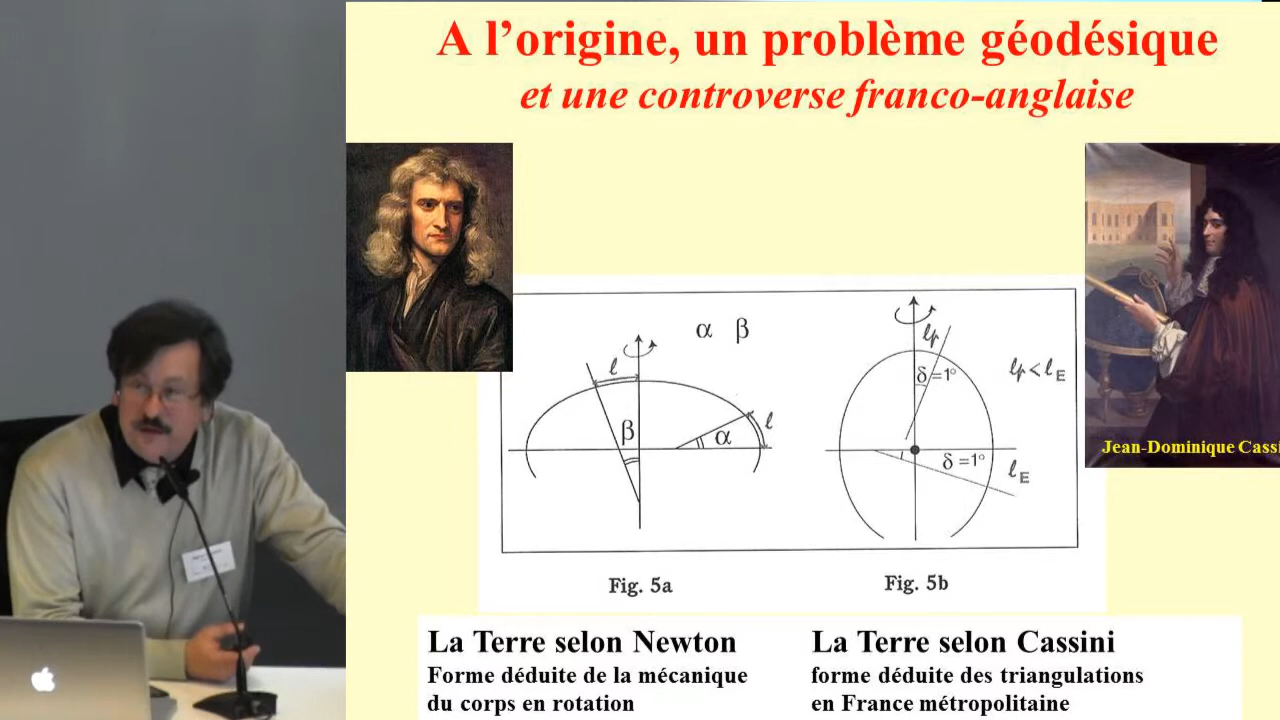 A l’origine, un problème géodésique
et une controverse franco-anglaise
α β
l
β
α
l
Fig. 5a
lp
δ=1°
lp < lE
δ=1°
lE
Fig. 5b
Jean-Dominique Cassi
La Terre selon Newton
Forme déduite de la mécanique
du corps en rotation
La Terre selon Cassini
forme déduite des triangulations
en France métropolitaine